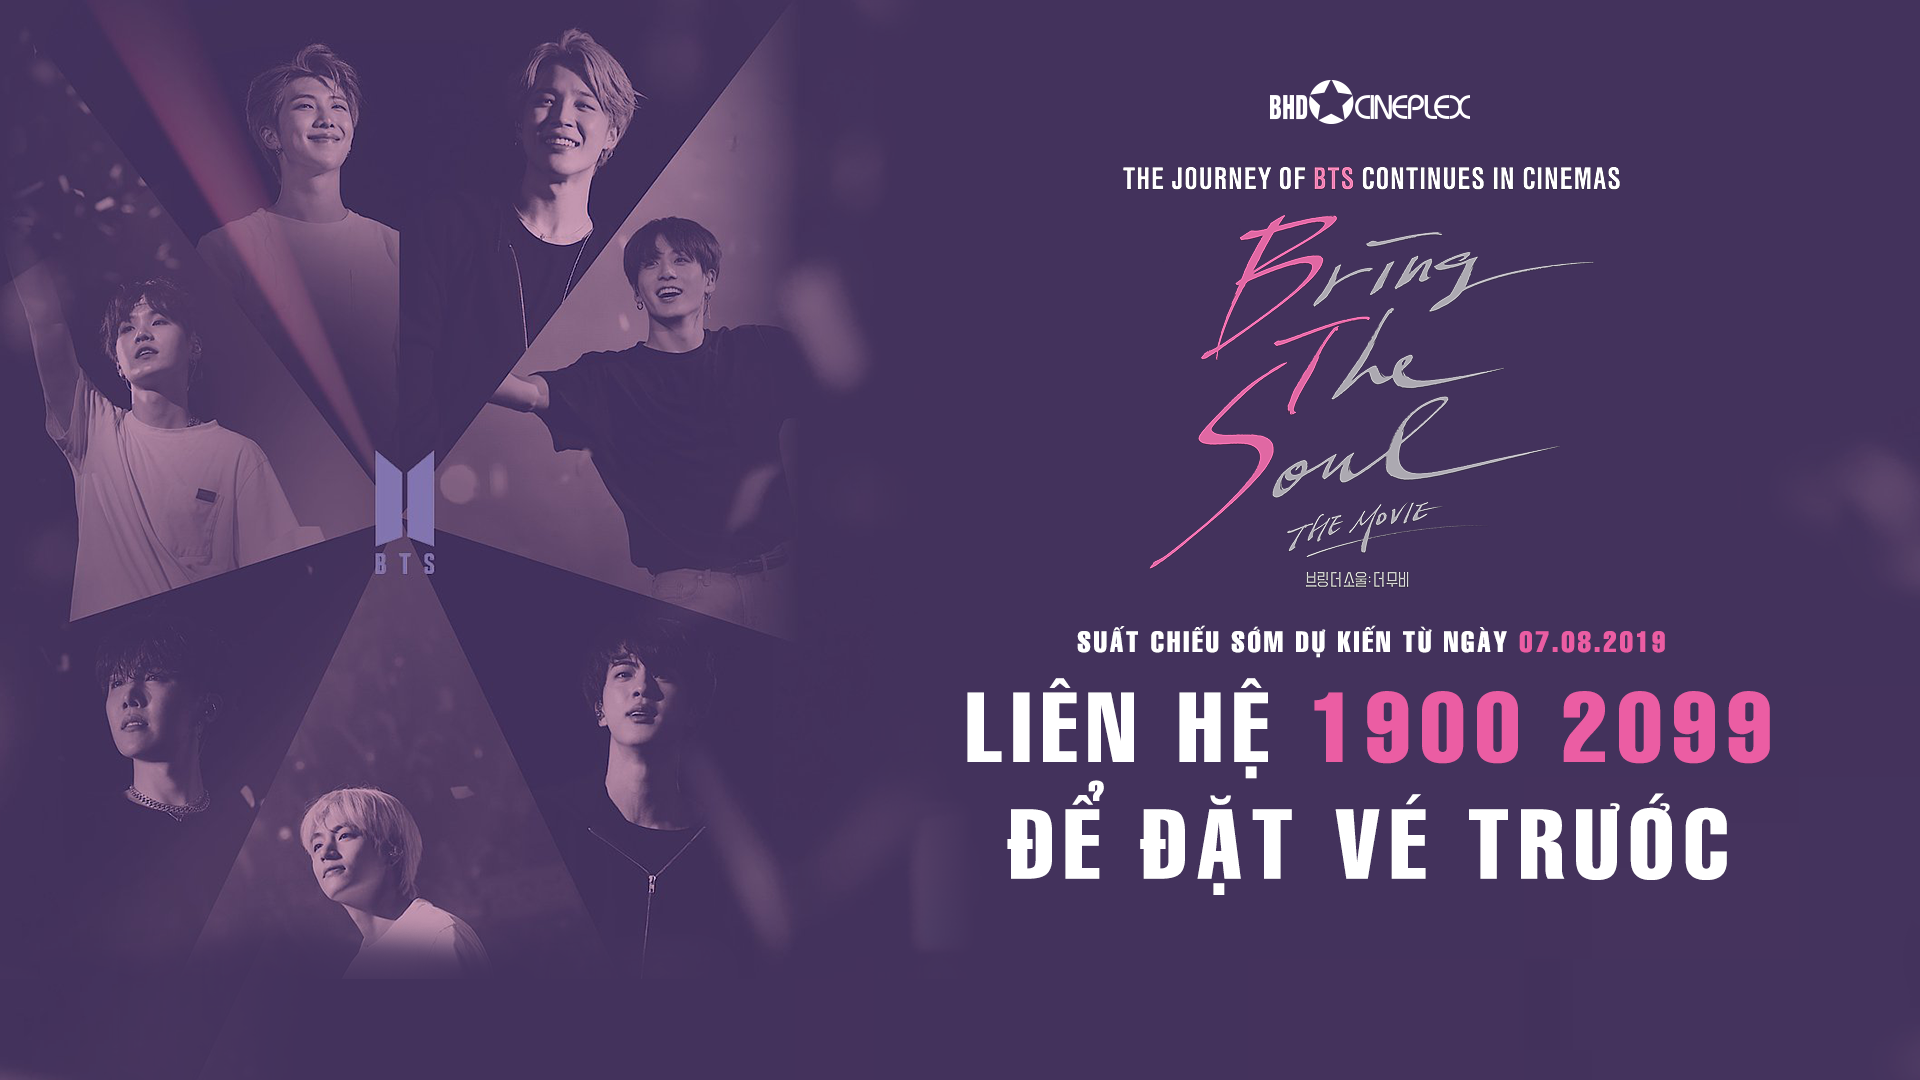 BHD CINEPLEX
THE JOURNEY OF BTS CONTINUES IN CINEMAS
Bring
The
Soul
THE MOVIE
브링 더 소울: 더 무비
BTS
SUẤT CHIẾU SỚM DỰ KIẾN TỪ NGÀY 07.08.2019
LIÊN HỆ 1900 2099
ĐỂ ĐẶT VÉ TRƯỚC